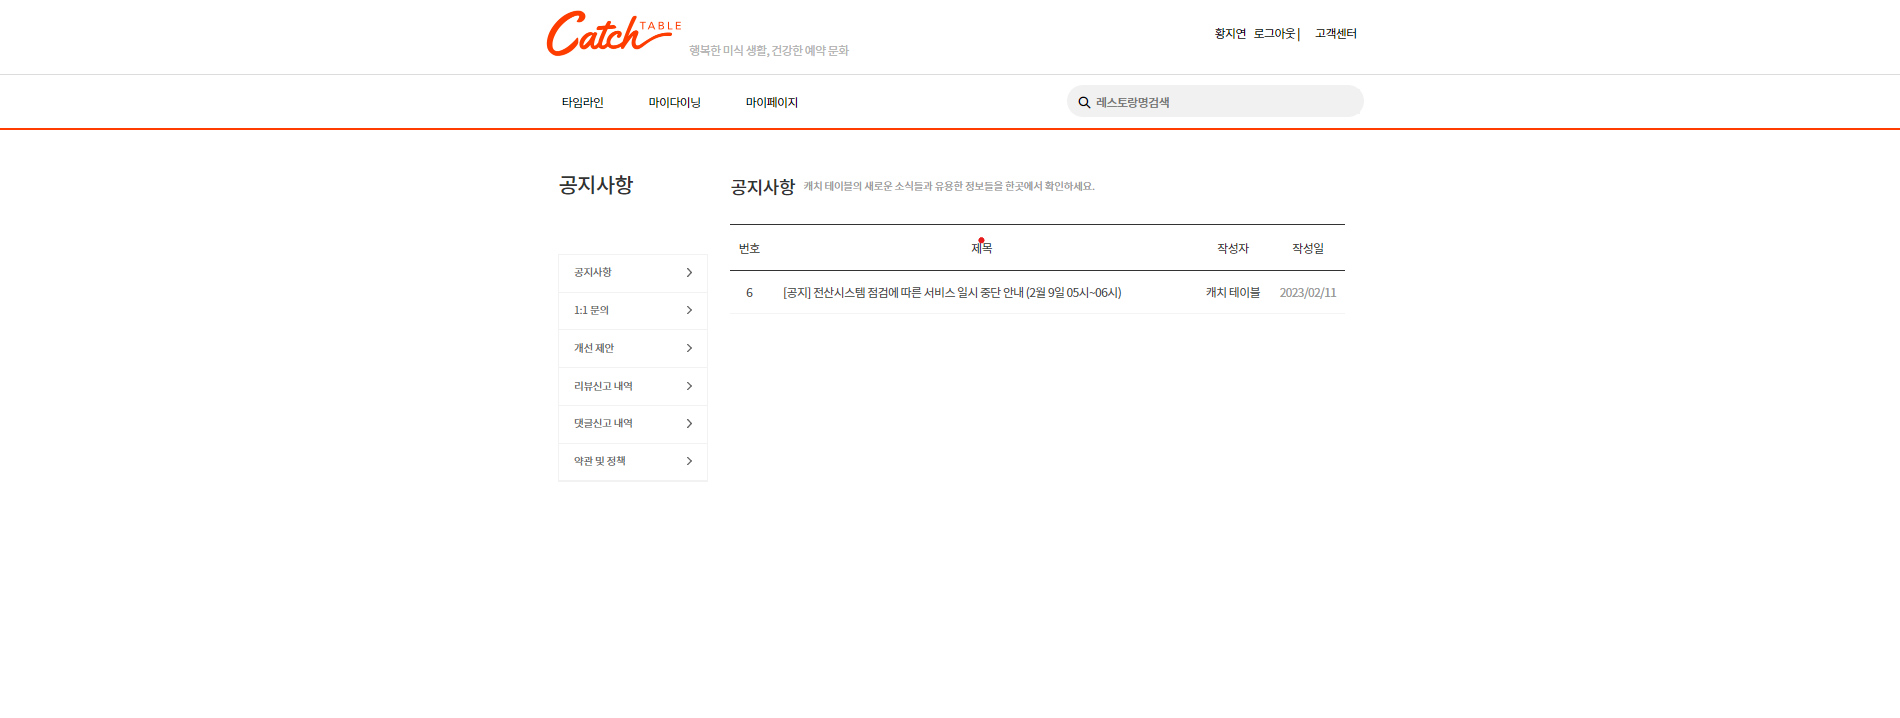 Catch TABLE
행복한 미식 생활, 건강한 예약 문화
황지연 로그아웃 | 고객센터
타임라인 마이다이닝 마이페이지
레스토랑명검색
공지사항
공지사항
1:1 문의
개선 제안
리뷰신고 내역
댓글신고 내역
약관 및 정책
공지사항 캐치 테이블의 새로운 소식들과 유용한 정보들을 한곳에서 확인하세요.
번호 제목 작성자 작성일
6 [공지] 전산시스템 점검에 따른 서비스 일시 중단 안내 (2월 9일 05시~06시) 캐치 테이블 2023/02/11